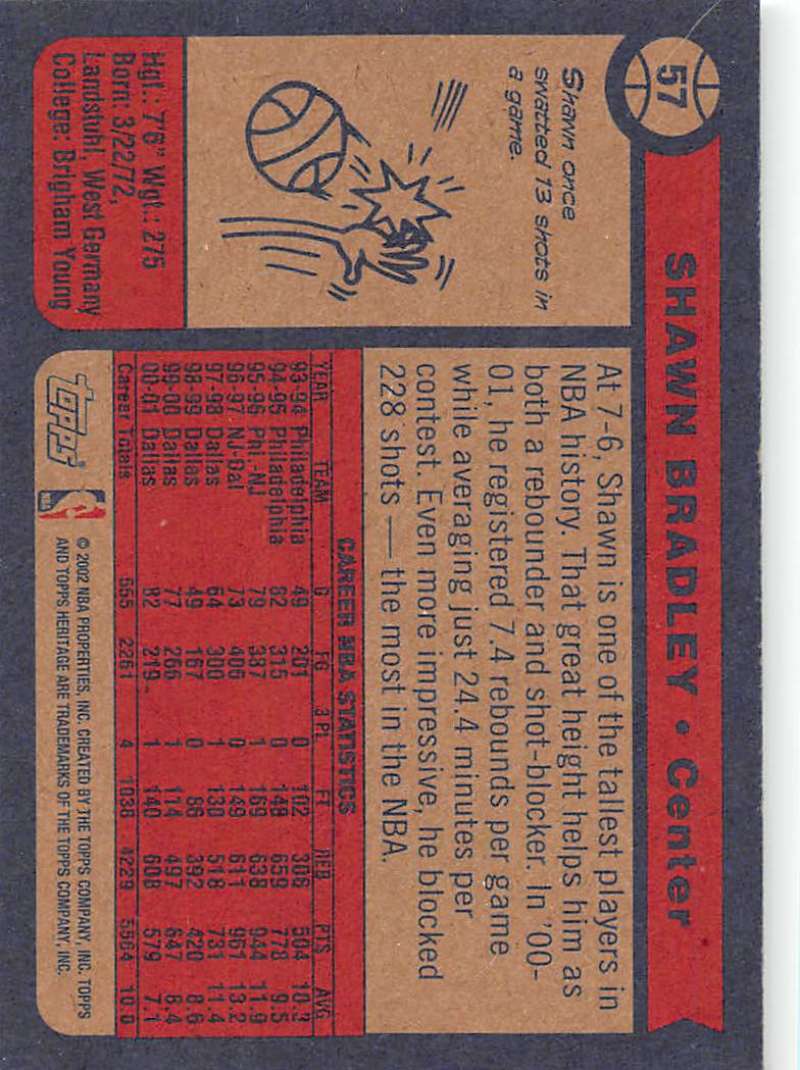 57
SHAWN BRADLEY • Center
Shawn once
swatted 13 shots in
a game.
Hgt.: 7'6" Wgt.: 275
Born: 3/22/72,
Landstuhl, West Germany
College: Brigham Young
At 7-6, Shawn is one of the tallest players in
NBA history. That great height helps him as
both a rebounder and shot-blocker. In '00-
01, he registered 7.4 rebounds per game
while averaging just 24.4 minutes per
contest. Even more impressive, he blocked
228 shots — the most in the NBA.
CAREER NBA STATISTICS
YEAR TEAM G FG 3 Pt. FT REB PTS AVG
93-94 Philadelphia 49 201 0 102 306 504 10.3
94-95 Philadelphia 82 315 0 148 659 778 9.5
95-96 Phi.-NJ 79 387 1 169 638 944 11.9
96-97 NJ-Dal 73 406 0 149 611 961 13.2
97-98 Dallas 64 300 1 130 518 731 11.4
98-99 Dallas 49 167 0 86 392 420 8.6
99-00 Dallas 77 266 1 114 497 647 8.4
00-01 Dallas 82 219 1 140 608 579 7.1
Career Totals 555 2261 4 1038 4229 5564 10.0
topps®
© 2002 NBA PROPERTIES, INC. CREATED BY THE TOPPS COMPANY, INC. TOPPS
AND TOPPS HERITAGE ARE TRADEMARKS OF THE TOPPS COMPANY, INC.